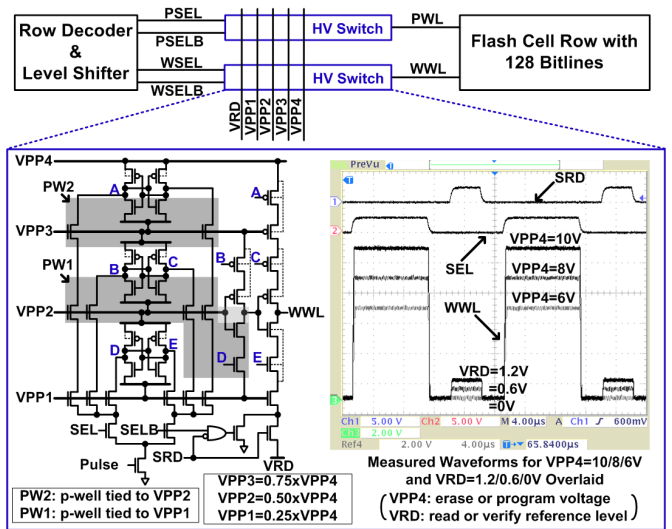 Row Decoder
&
Level Shifter
PSEL
PSELB
WSEL
WSELB
HV Switch
HV Switch
PWL
WWL
Flash Cell Row with
128 Bitlines
VRD
VPP1
VPP2
VPP3
VPP4
VPP4
PW2
A
A
VPP3
PW1
B
C
B
C
VPP2
WWL
D
E
D
E
VPP1
SEL
SELB
SRD
Pulse
VRD
PW2: p-well tied to VPP2
PW1: p-well tied to VPP1
VPP3=0.75xVPP4
VPP2=0.50xVPP4
VPP1=0.25xVPP4
PreVu
T
1
SRD
2
SEL
VPP4=10V
VPP4=8V
VPP4=6V
WWL
VRD=1.2V
=0.6V
=0V
Ch1 5.00 V Ch2 5.00 V M 4.00µs A Ch1 600mV
Ch3 2.00 V
Ref4 2.00 V 4.00µs T 65.8400µs
Measured Waveforms for VPP4=10/8/6V
and VRD=1.2/0.6/0V Overlaid
(VPP4: erase or program voltage
VRD: read or verify reference level)